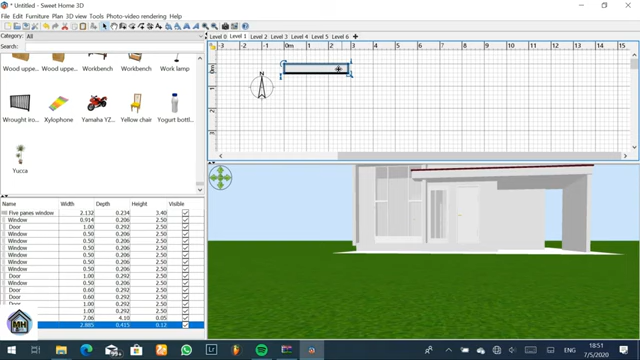 * Untitled - Sweet Home 3D
File Edit Furniture Plan 3D view Tools Photo-video rendering Help
Category: All
Search:
Wood uppe... Workbench Workbench Work lamp
Wrought iro... Xylophone Yamaha YZ... Yellow chair Yogurt bottl...
Yucca
Name Width Depth Height Visible
Five panes window 2.132 0.234 3.40
Window 0.914 0.206 2.50
Door 1.00 0.292 2.50
Window 0.50 0.206 2.50
Window 0.50 0.206 2.50
Window 0.50 0.206 2.50
Window 0.50 0.206 2.50
Window 0.50 0.206 2.50
Door 1.00 0.292 2.50
Door 0.60 0.292 2.50
Door 0.60 0.292 2.50
1.00 0.292 2.50
7.06 4.10 0.05
2.885 0.415 0.12
MH
Level 0 Level 1 Level 2 Level 3 Level 4 Level 5 Level 6
-3 -2 -1 0m 1 2 3 4 5 6 7 8 9 10 11 12 13 14 15
0m
1
2
3
N
ENG
18:51
7/5/2020